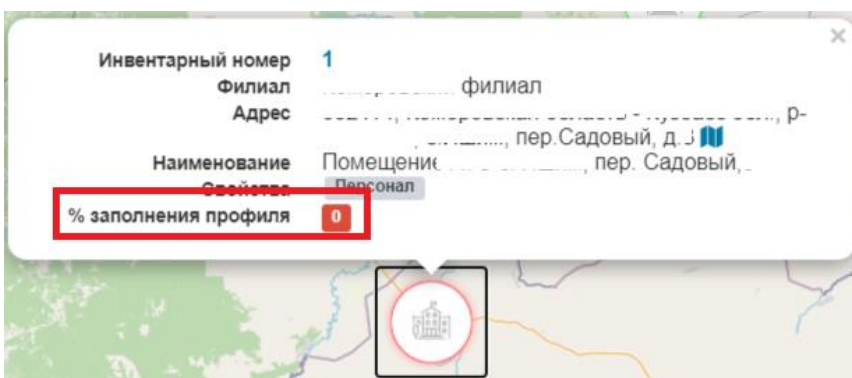 Инвентарный номер 1
Филиал филиал
Адрес р-
пер.Садовый, д.
Наименование Помещение пер. Садовый,
Свойства Персонал
% заполнения профиля 0